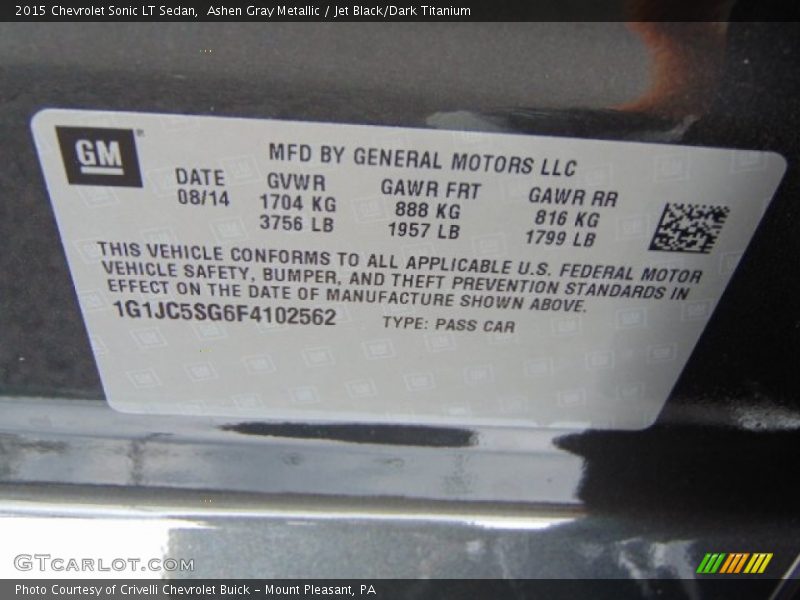 2015 Chevrolet Sonic LT Sedan, Ashen Gray Metallic / Jet Black/Dark Titanium
GM
MFD BY GENERAL MOTORS LLC
DATE GVWR GAWR FRT GAWR RR
08/14 1704 KG 888 KG 816 KG
3756 LB 1957 LB 1799 LB
THIS VEHICLE CONFORMS TO ALL APPLICABLE U.S. FEDERAL MOTOR
VEHICLE SAFETY, BUMPER, AND THEFT PREVENTION STANDARDS IN
EFFECT ON THE DATE OF MANUFACTURE SHOWN ABOVE.
1G1JC5SG6F4102562 TYPE: PASS CAR
GTcarlot.com
Photo Courtesy of Crivelli Chevrolet Buick - Mount Pleasant, PA